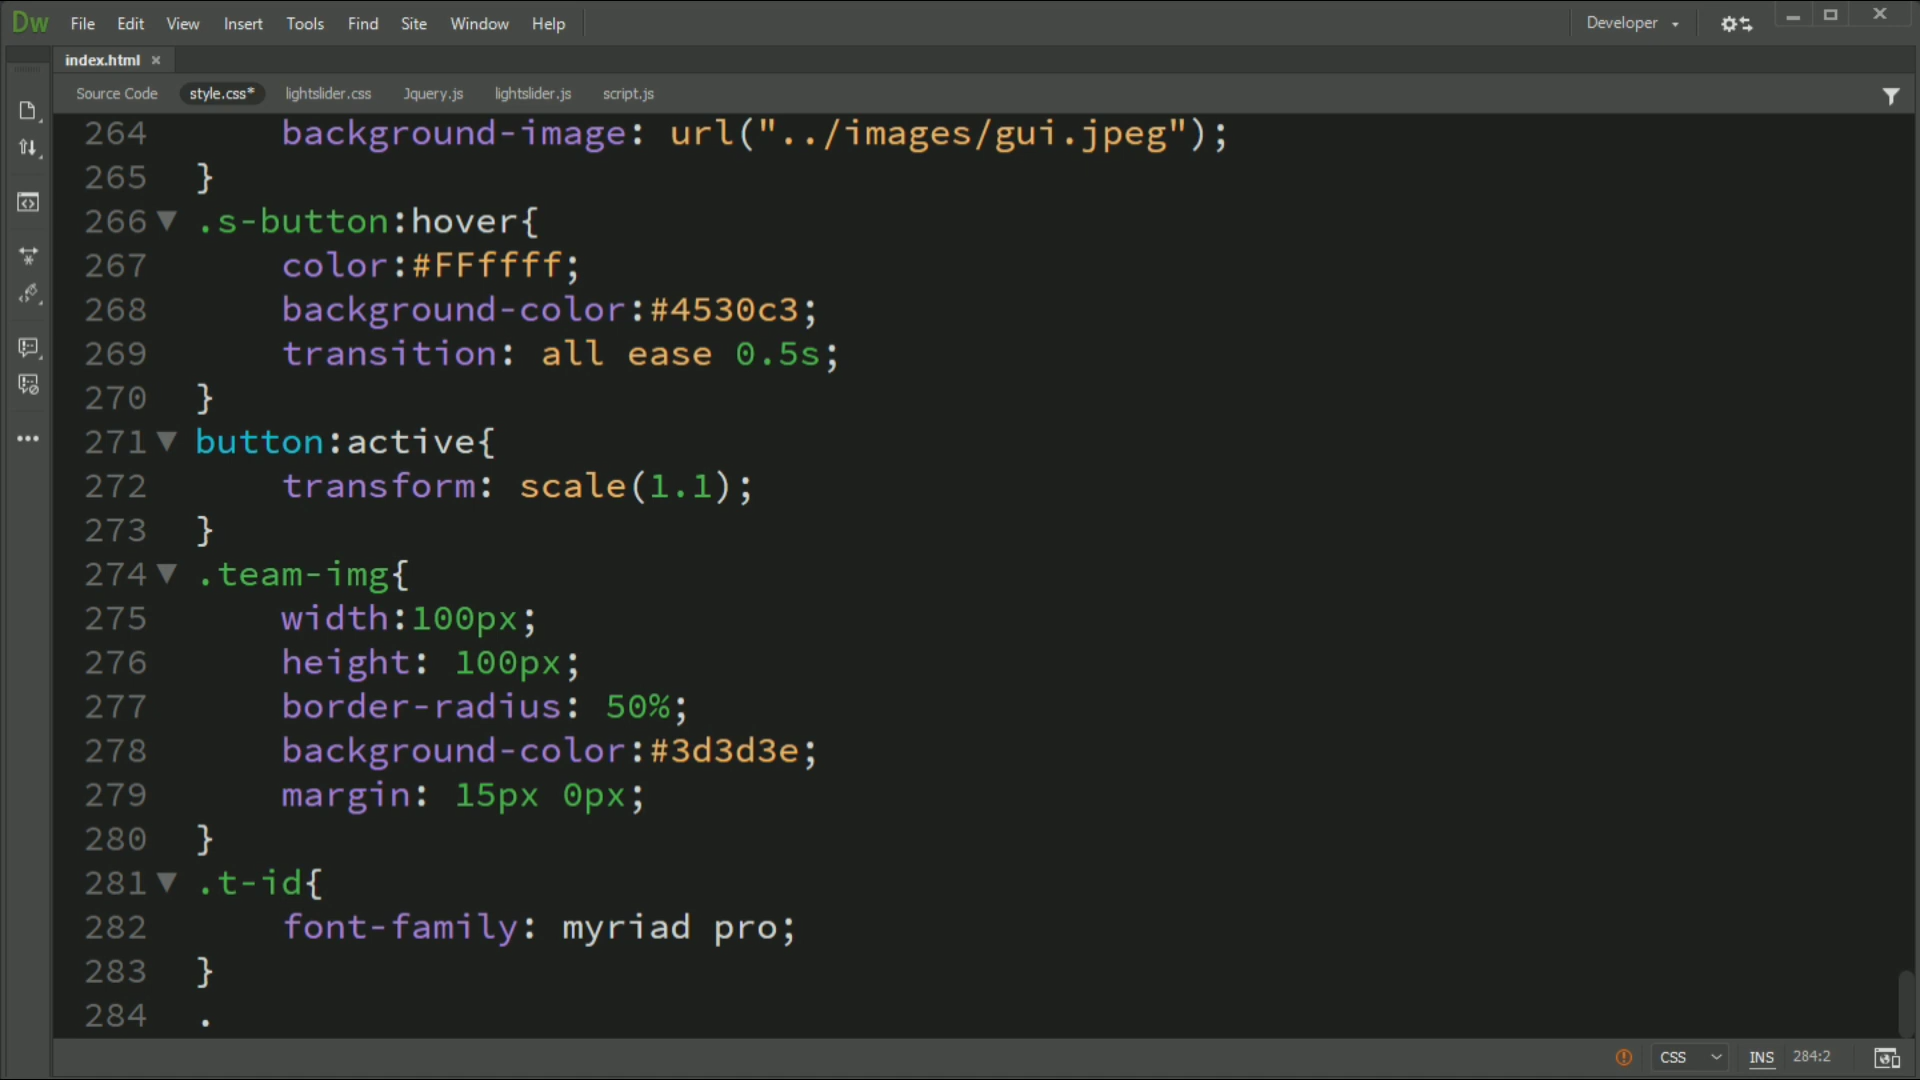 Dw File Edit View Insert Tools Find Site Window Help Developer
index.html ×
Source Code style.css* lightslider.css Jquery.js lightslider.js script.js
264 background-image: url("../images/gui.jpeg");
265 }
266 .s-button:hover{
267 color:#FFffff;
268 background-color:#4530c3;
269 transition: all ease 0.5s;
270 }
271 button:active{
272 transform: scale(1.1);
273 }
274 .team-img{
275 width:100px;
276 height: 100px;
277 border-radius: 50%;
278 background-color:#3d3d3e;
279 margin: 15px 0px;
280 }
281 .t-id{
282 font-family: myriad pro;
283 }
284 .
CSS INS 284:2